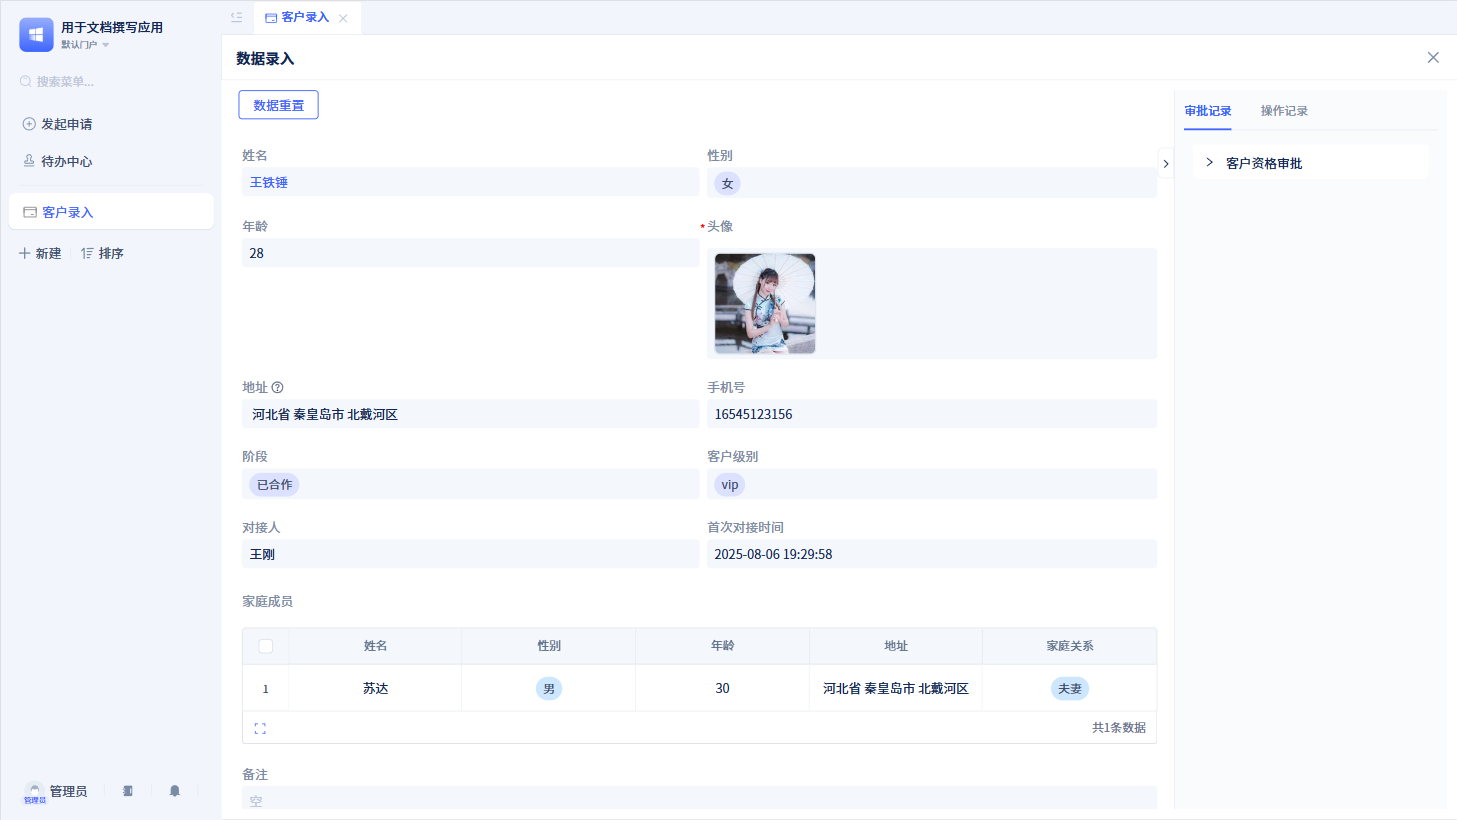 用于文档撰写应用
默认门户
搜索菜单...
发起申请
待办中心
客户录入
新建 排序
管理员
管理员
客户录入
数据录入
数据重置
姓名 性别
王铁锤 女
年龄 *头像
28
地址 手机号
河北省 秦皇岛市 北戴河区 16545123156
阶段 客户级别
已合作 vip
对接人 首次对接时间
王刚 2025-08-06 19:29:58
家庭成员
姓名 性别 年龄 地址 家庭关系
1 苏达 男 30 河北省 秦皇岛市 北戴河区 夫妻
共1条数据
备注
空
审批记录 操作记录
客户资格审批